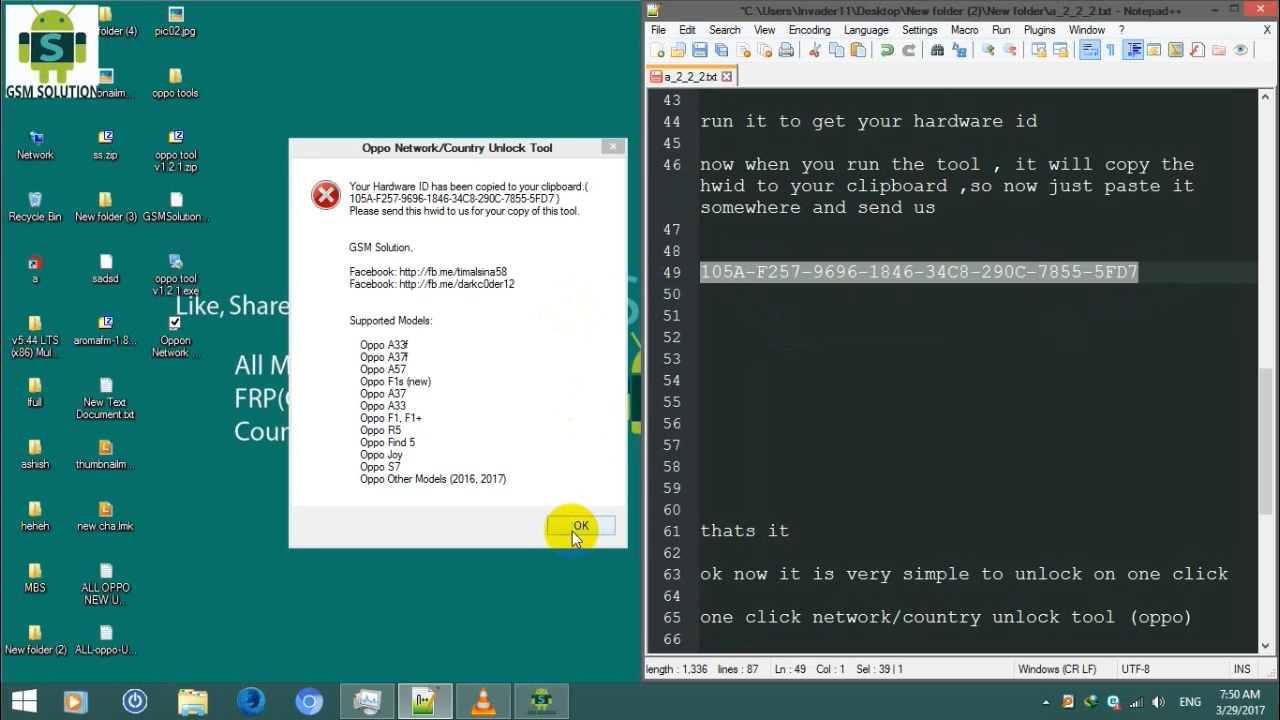 folder (4)
pic02.jpg
S
GSM SOLUTION
oppo tools
Network
ss.zip
oppo tool
v1.2.1.zip
Recycle Bin
New folder (3)
GSMSolution...
a
sadsd
oppo tool
v1.2.1.exe
Like, Share
v5.44 LTS
(x86) Mul...
aromafm-1.8...
Oppon
Network ...
All M
FRP(
Coun
lfull
New Text
Document.txt
ashish
thumbnailm...
heheh
new cha.lmk
MBS
ALL OPPO
NEW U...
New folder (2)
ALL-oppo-U...
Oppo Network/Country Unlock Tool
Your Hardware ID has been copied to your clipboard.(
105A-F257-9696-1846-34C8-290C-7855-5FD7 )
Please send this hwid to us for your copy of this tool.
GSM Solution,
Facebook: http://fb.me/timalsina58
Facebook: http://fb.me/darkc0der12
Supported Models:
Oppo A33f
Oppo A37f
Oppo A57
Oppo F1s (new)
Oppo A37
Oppo A33
Oppo F1, F1+
Oppo R5
Oppo Find 5
Oppo Joy
Oppo S7
Oppo Other Models (2016, 2017)
OK
*C:\Users\Invader11\Desktop\New folder (2)\New folder\a_2_2_2.txt - Notepad++
File Edit Search View Encoding Language Settings Macro Run Plugins Window ? X
a_2_2_2.txt
43
44 run it to get your hardware id
45
46 now when you run the tool , it will copy the
hwid to your clipboard ,so now just paste it
somewhere and send us
47
48
49 105A-F257-9696-1846-34C8-290C-7855-5FD7
50
51
52
53
54
55
56
57
58
59
60
61 thats it
62
63 ok now it is very simple to unlock on one click
64
65 one click network/country unlock tool (oppo)
66
length : 1,336 lines : 87 Ln : 49 Col : 1 Sel : 39 | 1 Windows (CR LF) UTF-8 INS
ENG
7:50 AM
3/29/2017